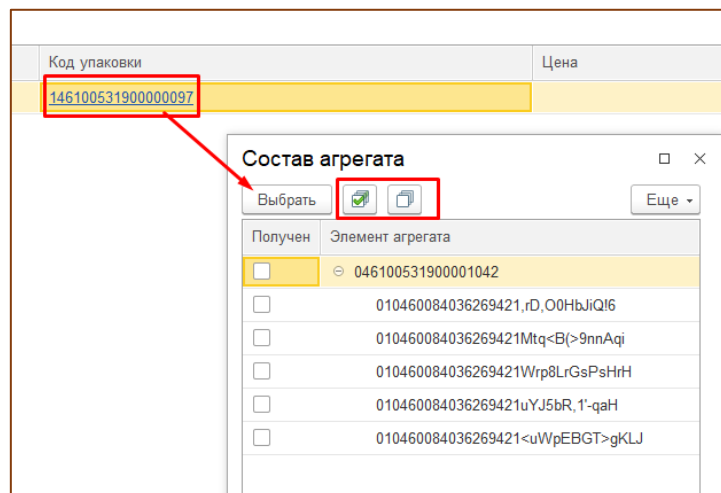 Код упаковки Цена
146100531900000097
Состав агрегата
Выбрать Еще
Получен Элемент агрегата
046100531900001042
010460084036269421,rD,O0HbJiQ!6
010460084036269421Mtq<B(>9nnAqi
010460084036269421Wrp8LrGsPsHrH
010460084036269421uYJ5bR,1'-qaH
010460084036269421<uWpEBGT>gKLJ